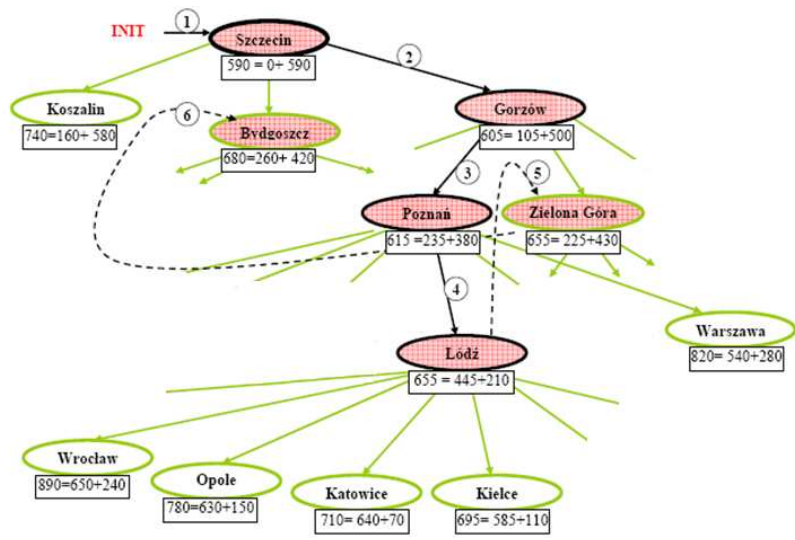 INIT
1
Szczecin
590 = 0+ 590
2
Koszalin
740=160+ 580
6
Bydgoszcz
680=260+ 420
Gorzów
605= 105+500
3
5
Poznań
615 =235+380
Zielona Góra
655= 225+430
4
Warszawa
820= 540+280
Łódź
655 = 445+210
Wrocław
890=650+240
Opole
780=630+150
Katowice
710= 640+70
Kielce
695= 585+110